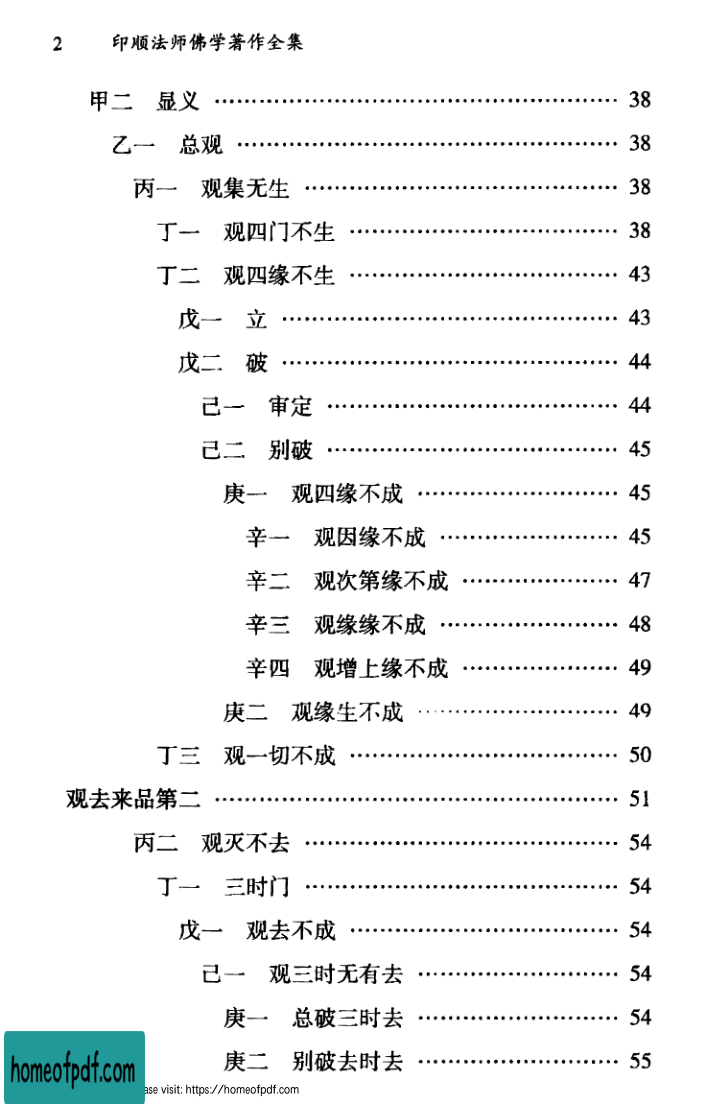 2 印顺法师佛学著作全集
甲二 显义 …………………………………………… 38
乙一 总观 …………………………………………… 38
丙一 观集无生 …………………………………… 38
丁一 观四门不生 ……………………………… 38
丁二 观四缘不生 ……………………………… 43
戊一 立 ……………………………………… 43
戊二 破 ……………………………………… 44
己一 审定 ………………………………… 44
己二 别破 ………………………………… 45
庚一 观四缘不成 ……………………… 45
辛一 观因缘不成 …………………… 45
辛二 观次第缘不成 ………………… 47
辛三 观缘缘不成 …………………… 48
辛四 观增上缘不成 ………………… 49
庚二 观缘生不成 ……………………… 49
丁三 观一切不成 ……………………………… 50
观去来品第二 ……………………………………………… 51
丙二 观灭不去 …………………………………… 54
丁一 三时门 …………………………………… 54
戊一 观去不成 ……………………………… 54
己一 观三时无有去 ……………………… 54
庚一 总破三时去 ……………………… 54
庚二 别破去时去 ……………………… 55
homeofpdf.com
ase visit: https://homeofpdf.com